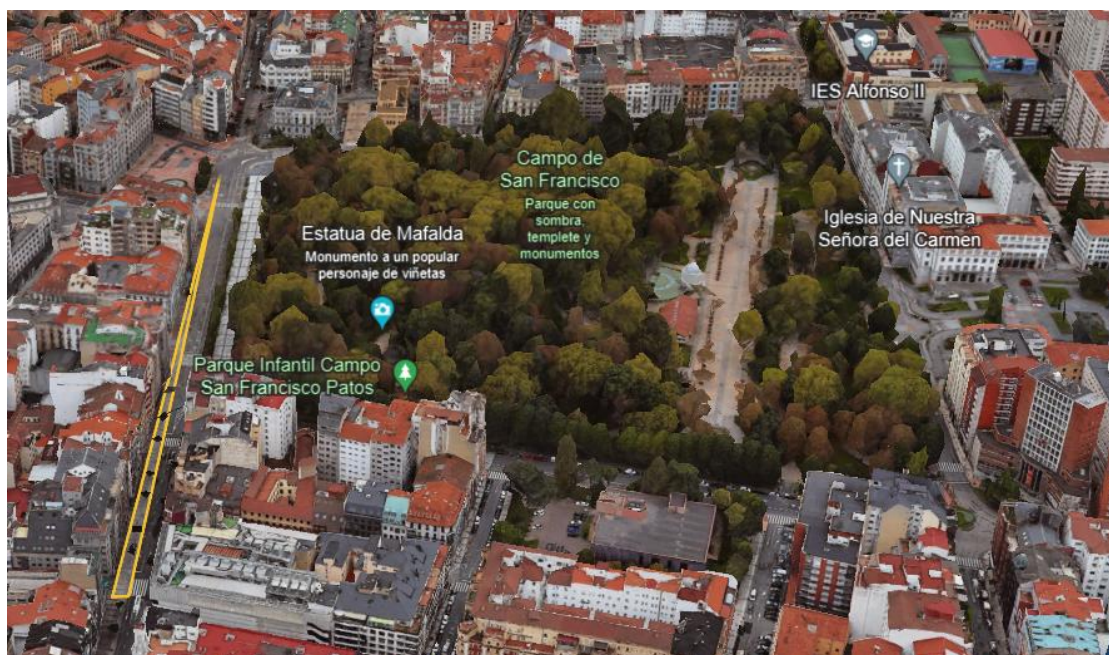 IES Alfonso II
Campo de
San Francisco
Parque con
sombra,
templete y
monumentos
Iglesia de Nuestra
Señora del Carmen
Estatua de Mafalda
Monumento a un popular
personaje de viñetas
Parque Infantil Campo
San Francisco Patos